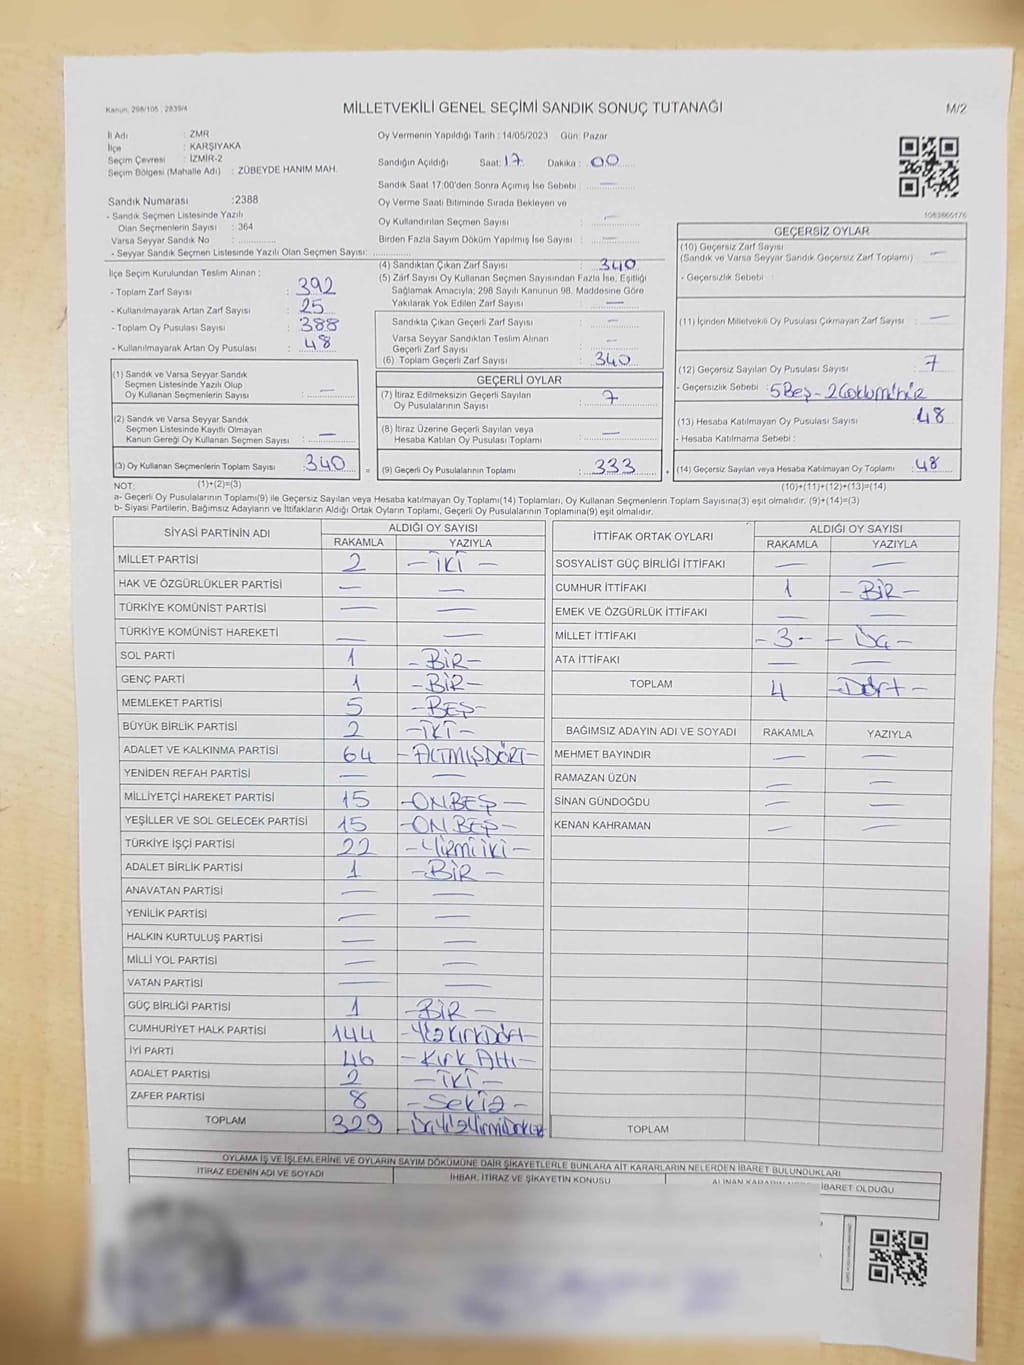 Kanun; 298/105 , 2839/4
MİLLETVEKİLİ GENEL SEÇİMİ SANDIK SONUÇ TUTANAĞI
M/2
İl Adı : ZMR
İlçe : KARŞIYAKA
Seçim Çevresi : İZMİR-2
Seçim Bölgesi (Mahalle Adı) : ZÜBEYDE HANIM MAH.
Sandık Numarası :2388
- Sandık Seçmen Listesinde Yazılı
Olan Seçmenlerin Sayısı : 364
Varsa Seyyar Sandık No :
- Seyyar Sandık Seçmen Listesinde Yazılı Olan Seçmen Sayısı:
Oy Vermenin Yapıldığı Tarih : 14/05/2023 Gün: Pazar
Sandığın Açıldığı Saat: 17 Dakika : 00
Sandık Saat 17:00'den Sonra Açımış İse Sebebi : —
Oy Verme Saati Bitiminde Sırada Bekleyen ve
Oy Kullandırılan Seçmen Sayısı : —
Birden Fazla Sayım Döküm Yapılmış İse Sayısı : —
1083860176
İlçe Seçim Kurulundan Teslim Alınan ;
- Toplam Zarf Sayısı : 392
- Kullanılmayarak Artan Zarf Sayısı : 25
- Toplam Oy Pusulası Sayısı : 388
- Kullanılmayarak Artan Oy Pusulası : 48
(1) Sandık ve Varsa Seyyar Sandık
Seçmen Listesinde Yazılı Olup
Oy Kullanan Seçmenlerin Sayısı : —
(2) Sandık ve Varsa Seyyar Sandık
Seçmen Listesinde Kayıtlı Olmayan
Kanun Gereği Oy Kullanan Seçmen Sayısı : —
(3) Oy Kullanan Seçmenlerin Toplam Sayısı : 340
(1)+(2)=(3)
(4) Sandıktan Çıkan Zarf Sayısı : 340
(5) Zarf Sayısı Oy Kullanan Seçmen Sayısından Fazla İse, Eşitliği
Sağlamak Amacıyla; 298 Sayılı Kanunun 98. Maddesine Göre
Yakılarak Yok Edilen Zarf Sayısı : —
Sandıkta Çıkan Geçerli Zarf Sayısı : —
Varsa Seyyar Sandıktan Teslim Alınan
Geçerli Zarf Sayısı : —
(6) Toplam Geçerli Zarf Sayısı : 340
GEÇERLİ OYLAR
(7) İtiraz Edilmeksizin Geçerli Sayılan
Oy Pusulalarının Sayısı : 7
(8) İtiraz Üzerine Geçerli Sayılan veya
Hesaba Katılan Oy Pusulası Toplamı : —
= (9) Geçerli Oy Pusulalarının Toplamı : 333 +
GEÇERSİZ OYLAR
(10) Geçersiz Zarf Sayısı
(Sandık ve Varsa Seyyar Sandık Geçersiz Zarf Toplamı) : —
- Geçersizlik Sebebi :
(11) İçinden Milletvekili Oy Pusulası Çıkmayan Zarf Sayısı : —
(12) Geçersiz Sayılan Oy Pusulası Sayısı : 7
- Geçersizlik Sebebi : 5 Boş - 2
(13) Hesaba Katılmayan Oy Pusulası Sayısı : 48
- Hesaba Katılmama Sebebi :
(14) Geçersiz Sayılan veya Hesaba Katılmayan Oy Toplamı : 48
(10)+(11)+(12)+(13)=(14)
NOT:
a- Geçerli Oy Pusulalarının Toplamı(9) ile Geçersiz Sayılan veya Hesaba katılmayan Oy Toplamı(14) Toplamları, Oy Kullanan Seçmenlerin Toplam Sayısına(3) eşit olmalıdır. (9)+(14)=(3)
b- Siyasi Partilerin, Bağımsız Adayların ve İttifakların Aldığı Ortak Oyların Toplamı, Geçerli Oy Pusulalarının Toplamına(9) eşit olmalıdır.
SİYASİ PARTİNİN ADI ALDIĞI OY SAYISI
RAKAMLA YAZIYLA
MİLLET PARTİSİ 2 - İKİ -
HAK VE ÖZGÜRLÜKLER PARTİSİ — —
TÜRKİYE KOMÜNİST PARTİSİ — —
TÜRKİYE KOMÜNİST HAREKETİ — —
SOL PARTİ 1 - BİR -
GENÇ PARTİ 1 - BİR -
MEMLEKET PARTİSİ 5 - BEŞ -
BÜYÜK BİRLİK PARTİSİ 2 - İKİ -
ADALET VE KALKINMA PARTİSİ 64 - ALTMIŞDÖRT -
YENİDEN REFAH PARTİSİ — —
MİLLİYETÇİ HAREKET PARTİSİ 15 - ONBEŞ -
YEŞİLLER VE SOL GELECEK PARTİSİ 15 - ONBEŞ -
TÜRKİYE İŞÇİ PARTİSİ 22 - Yirmi iki -
ADALET BİRLİK PARTİSİ 1 - BİR -
ANAVATAN PARTİSİ — —
YENİLİK PARTİSİ — —
HALKIN KURTULUŞ PARTİSİ — —
MİLLİ YOL PARTİSİ — —
VATAN PARTİSİ — —
GÜÇ BİRLİĞİ PARTİSİ 1 - BİR -
CUMHURİYET HALK PARTİSİ 144 - Yüz Kırk Dört -
İYİ PARTİ 46 - Kırk Altı -
ADALET PARTİSİ 2 - İKİ -
ZAFER PARTİSİ 8 - Sekiz -
TOPLAM 329 - Üç Yüz Yirmi Dokuz
İTTİFAK ORTAK OYLARI ALDIĞI OY SAYISI
RAKAMLA YAZIYLA
SOSYALİST GÜÇ BİRLİĞİ İTTİFAKI — —
CUMHUR İTTİFAKI 1 - BİR -
EMEK VE ÖZGÜRLÜK İTTİFAKI — —
MİLLET İTTİFAKI - 3 - - Üç -
ATA İTTİFAKI — —
TOPLAM 4 - Dört -
BAĞIMSIZ ADAYIN ADI VE SOYADI RAKAMLA YAZIYLA
MEHMET BAYINDIR — —
RAMAZAN ÜZÜN — —
SİNAN GÜNDOĞDU — —
KENAN KAHRAMAN — —
TOPLAM
OYLAMA İŞ VE İŞLEMLERİNE VE OYLARIN SAYIM DÖKÜMÜNE DAİR ŞİKAYETLERLE BUNLARA AİT KARARLARIN NELERDEN İBARET BULUNDUKLARI
İTİRAZ EDENİN ADI VE SOYADI İHBAR, İTİRAZ VE ŞİKAYETİN KONUSU İBARET OLDUĞU